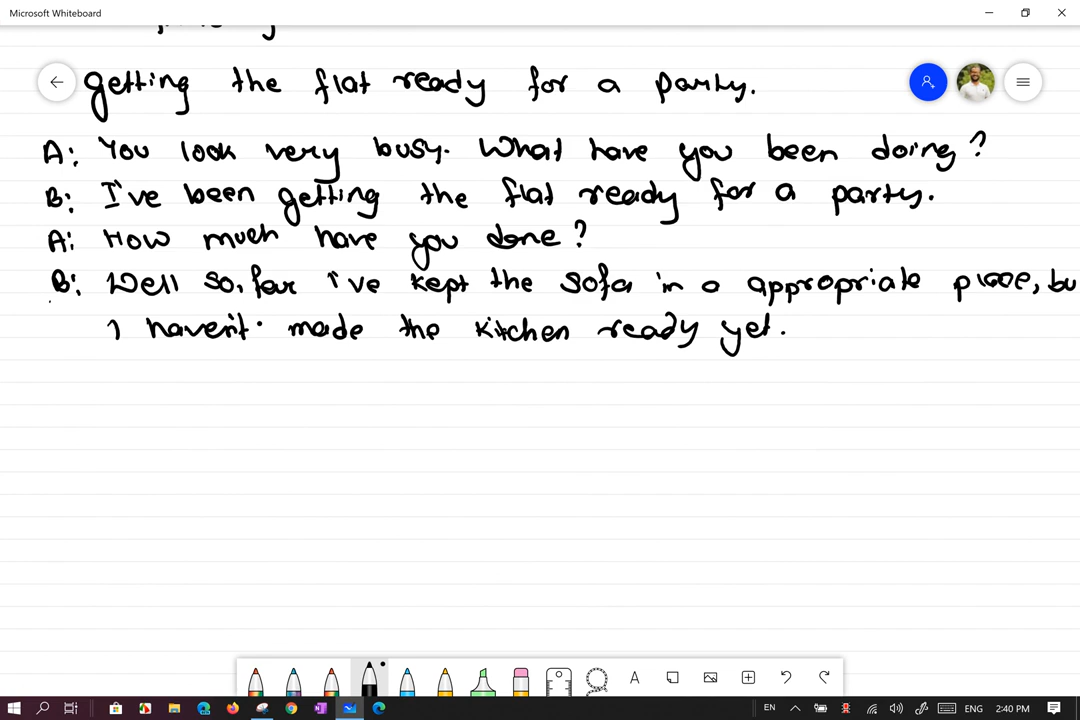 Microsoft Whiteboard
getting the flat ready for a party.
A: You look very busy. What have you been doing?
B: I've been getting the flat ready for a party.
A: How much have you done?
B: Well so, far I've kept the sofa in a appropriate place, bu
I haven't made the kitchen ready yet.
A
EN
ENG
2:40 PM